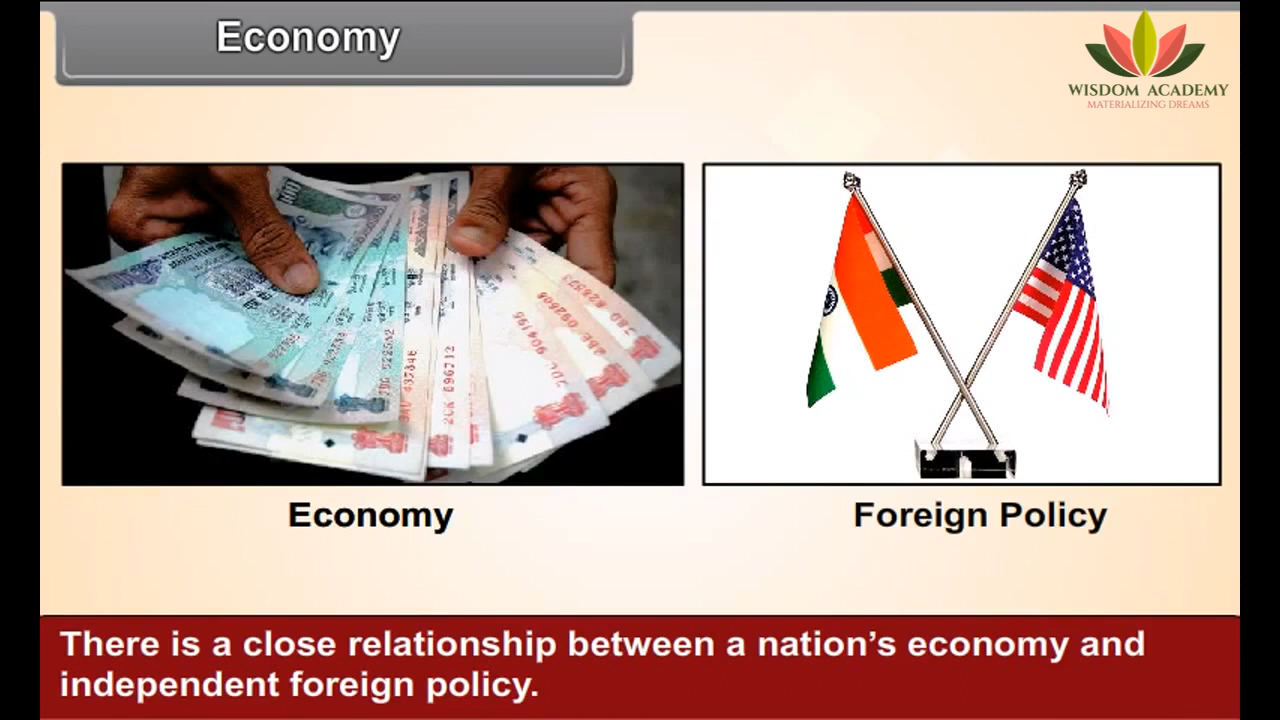 Economy
WISDOM ACADEMY
MATERIALIZING DREAMS
Economy
Foreign Policy
There is a close relationship between a nation’s economy and
independent foreign policy.